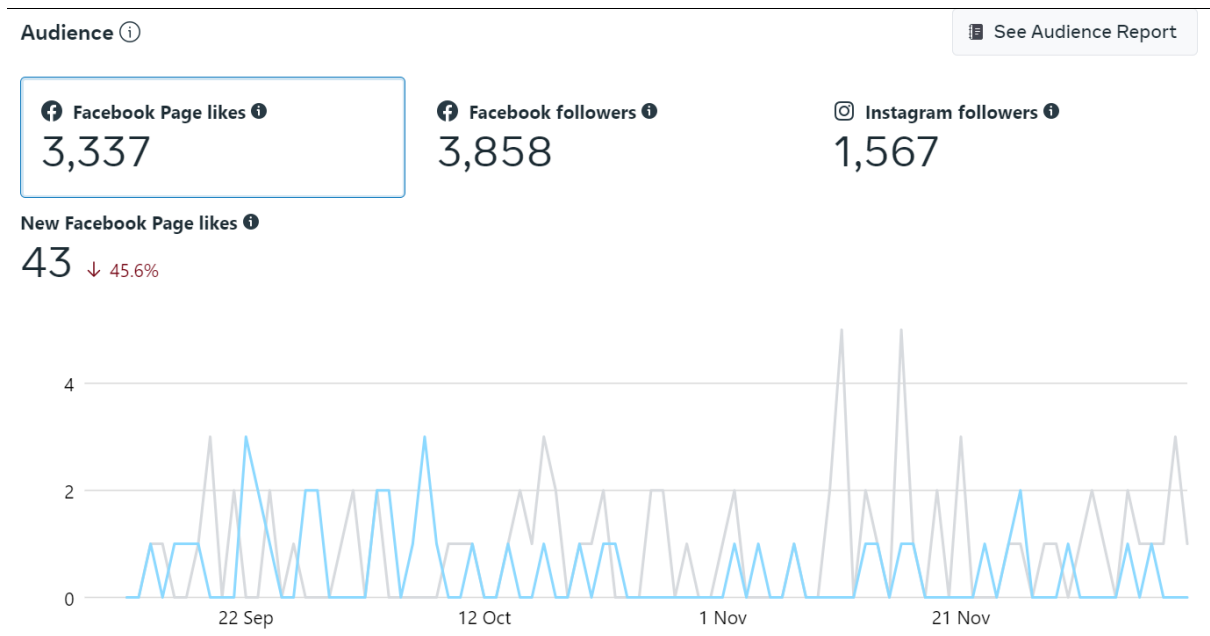 Audience
See Audience Report
Facebook Page likes
3,337
Facebook followers
3,858
Instagram followers
1,567
New Facebook Page likes
43 ↓ 45.6%
4
2
0
22 Sep 12 Oct 1 Nov 21 Nov